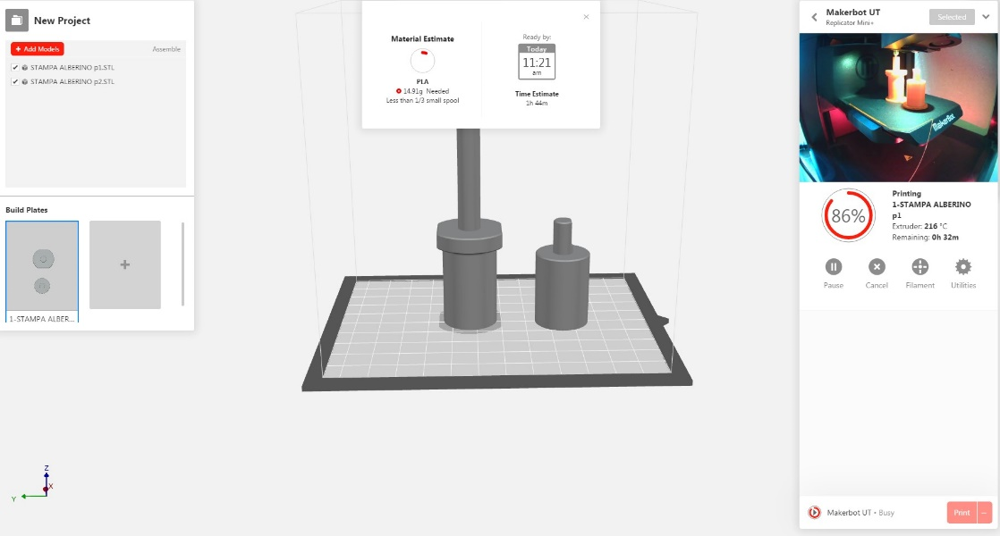 New Project
+ Add Models
Assemble
STAMPA ALBERINO p1.STL
STAMPA ALBERINO p2.STL
Build Plates
+
1-STAMPA ALBER...
Z
X
Y
Material Estimate
PLA
14.91g Needed
Less than 1/3 small spool
Ready by:
Today
11:21
am
Time Estimate
1h 44m
Makerbot UT
Replicator Mini+
Selected
MakerBot
86%
Printing
1-STAMPA ALBERINO
p1
Extruder: 216 °C
Remaining: 0h 32m
Pause
Cancel
Filament
Utilities
Makerbot UT • Busy
Print